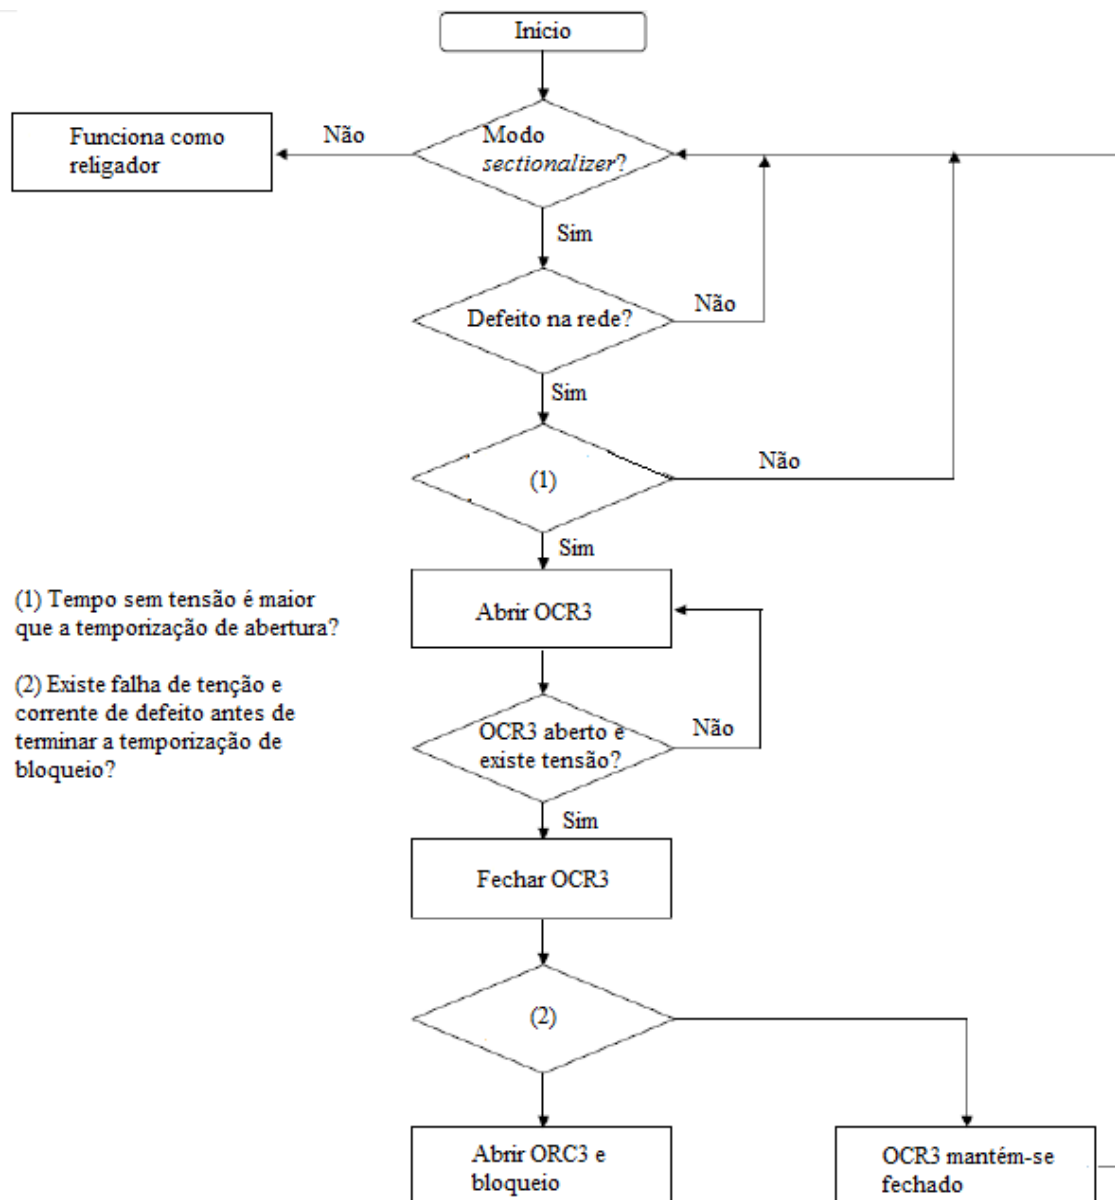 Início
Modo
sectionalizer?
Não
Funciona como
religador
Sim
Defeito na rede?
Não
Sim
(1)
Não
Sim
Abrir OCR3
(1) Tempo sem tensão é maior
que a temporização de abertura?
(2) Existe falha de tenção e
corrente de defeito antes de
terminar a temporização de
bloqueio?
OCR3 aberto e
existe tensão?
Não
Sim
Fechar OCR3
(2)
Abrir ORC3 e
bloqueio
OCR3 mantém-se
fechado